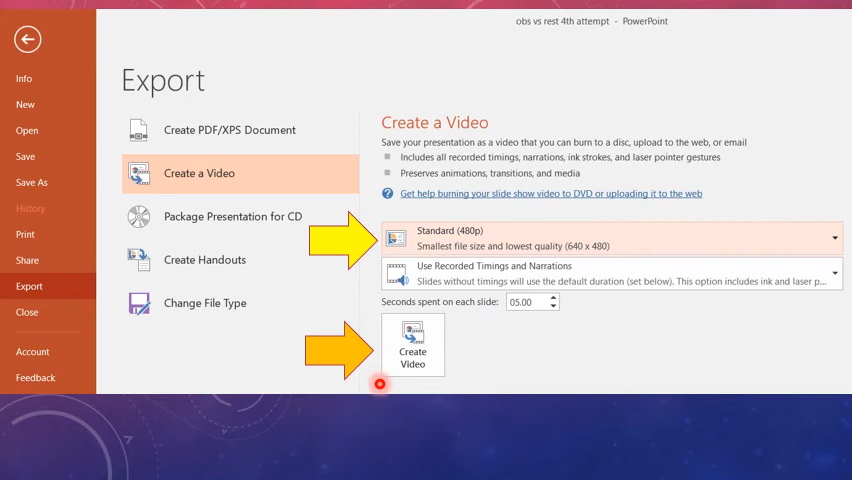 obs vs rest 4th attempt - PowerPoint
Info
New
Open
Save
Save As
History
Print
Share
Export
Close
Account
Feedback
Export
Create PDF/XPS Document
Create a Video
Package Presentation for CD
Create Handouts
Change File Type
Create a Video
Save your presentation as a video that you can burn to a disc, upload to the web, or email
Includes all recorded timings, narrations, ink strokes, and laser pointer gestures
Preserves animations, transitions, and media
Get help burning your slide show video to DVD or uploading it to the web
Standard (480p)
Smallest file size and lowest quality (640 x 480)
Use Recorded Timings and Narrations
Slides without timings will use the default duration (set below). This option includes ink and laser p...
Seconds spent on each slide: 05.00
Create
Video